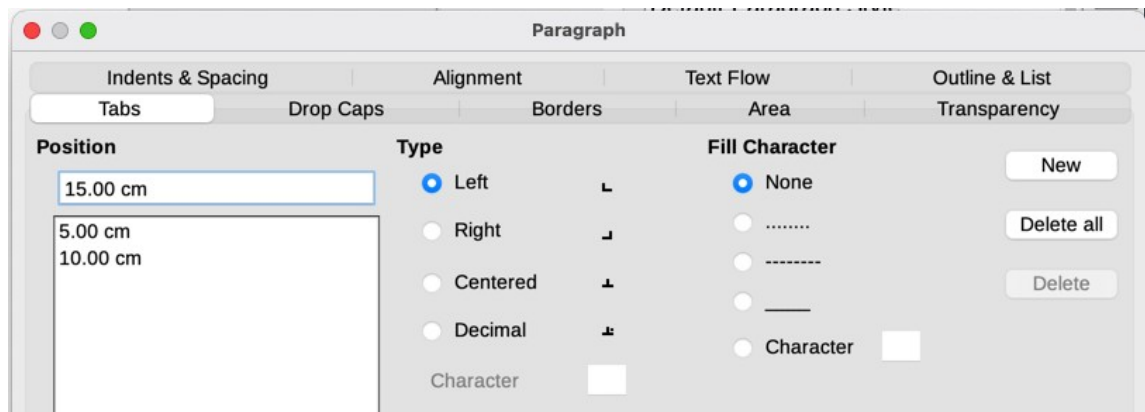 Paragraph
Indents & Spacing Alignment Text Flow Outline & List
Tabs Drop Caps Borders Area Transparency
Position Type Fill Character
15.00 cm
5.00 cm
10.00 cm
Left
Right
Centered
Decimal
Character
None
........
--------
____
Character
New
Delete all
Delete